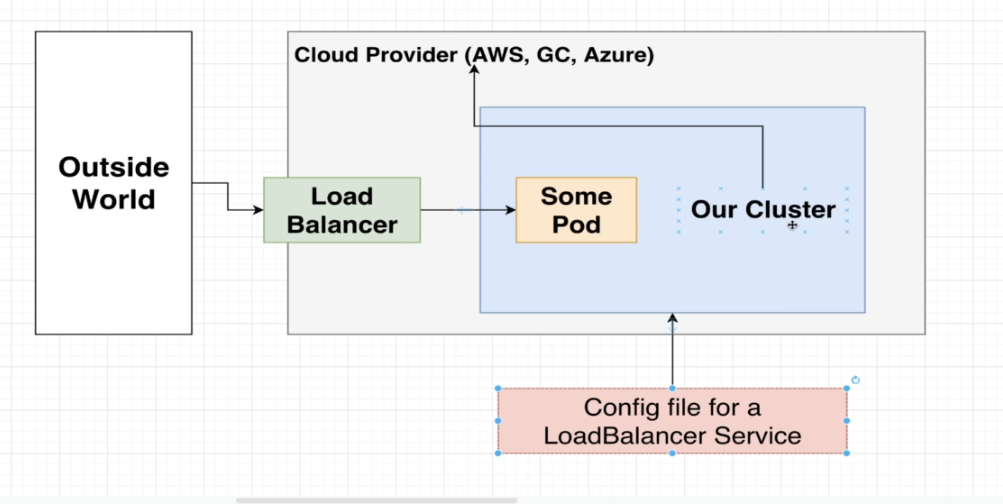 Cloud Provider (AWS, GC, Azure)
Outside
World
Load
Balancer
Some
Pod
Our Cluster
Config file for a
LoadBalancer Service